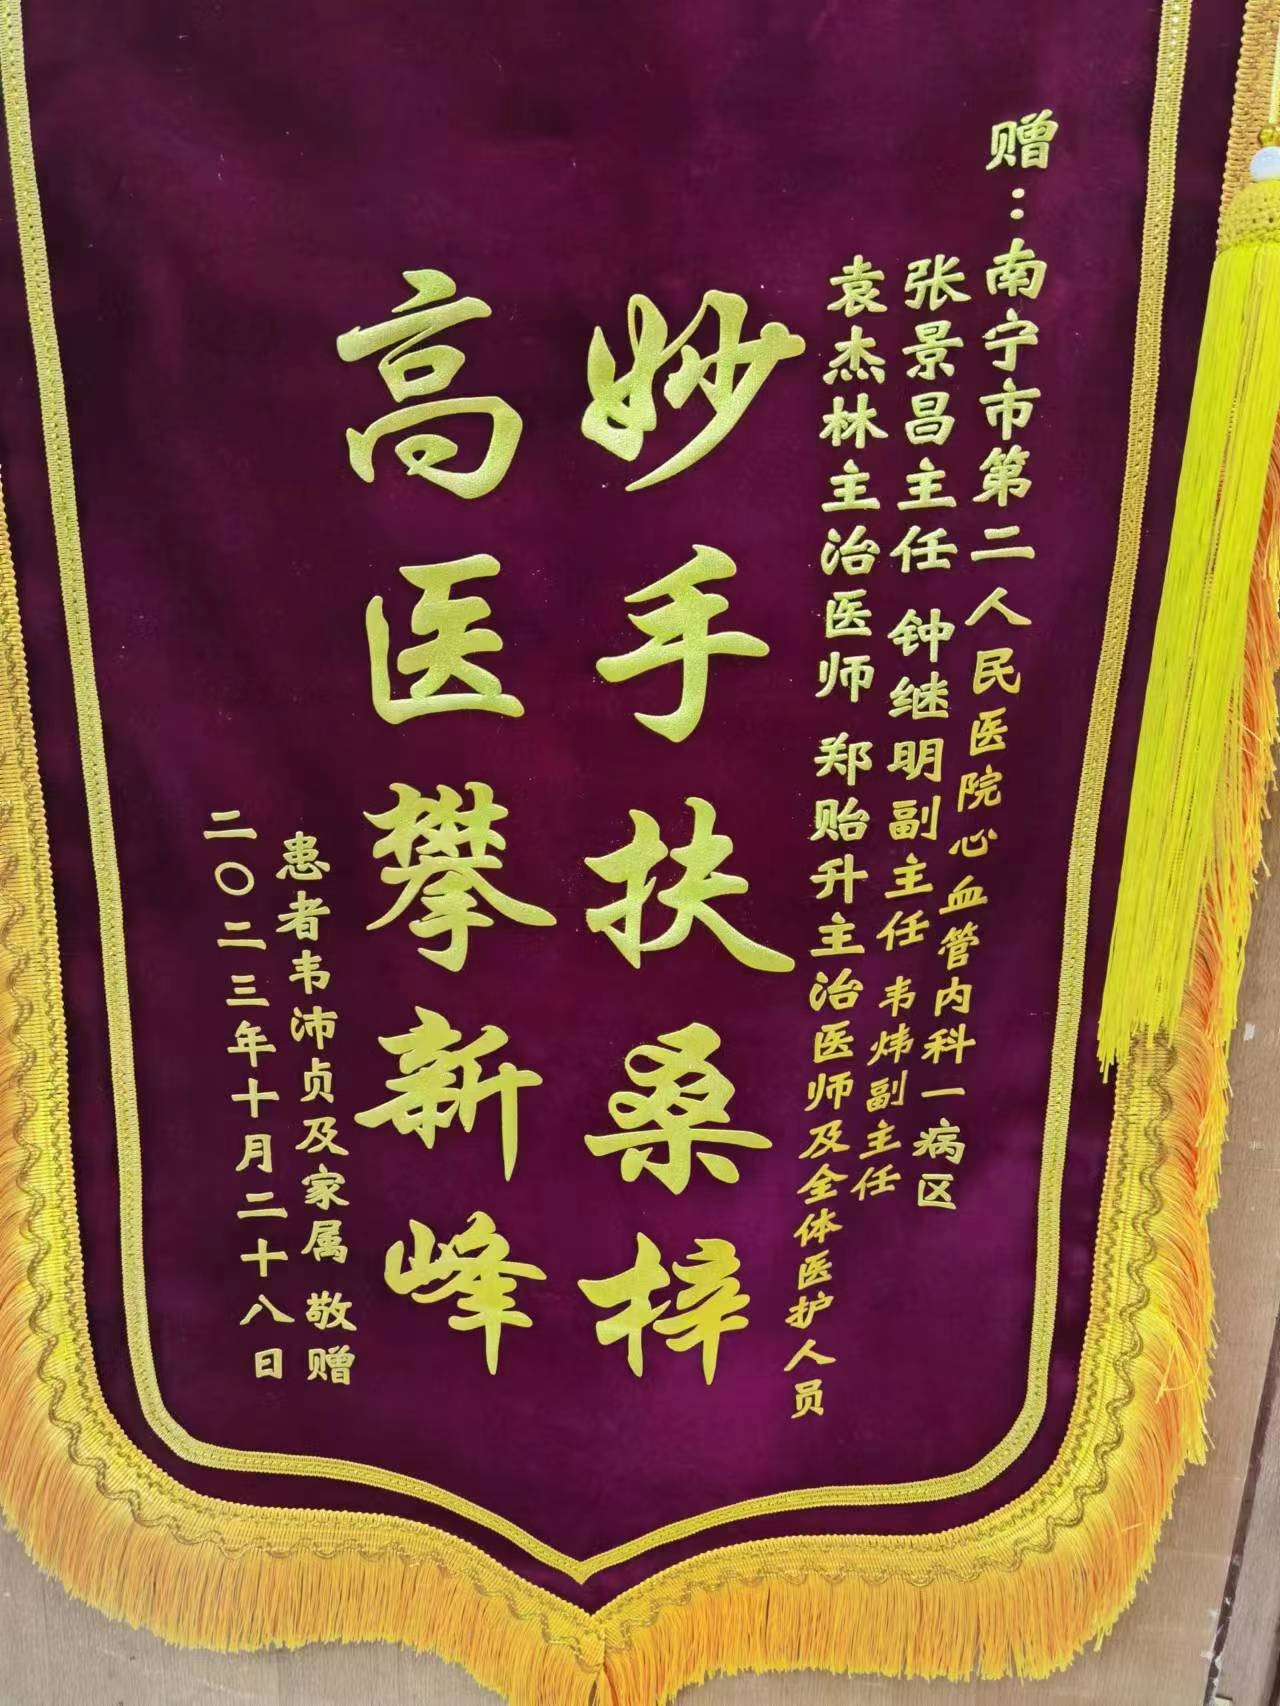 赠：南宁市第二人民医院心血管内科一病区
张景昌主任 钟继明副主任 韦炜副主任
袁杰林主治医师 郑贻升主治医师及全体医护人员
妙手扶桑梓
高医攀新峰
患者韦沛贞及家属 敬赠
二〇二三年十月二十八日